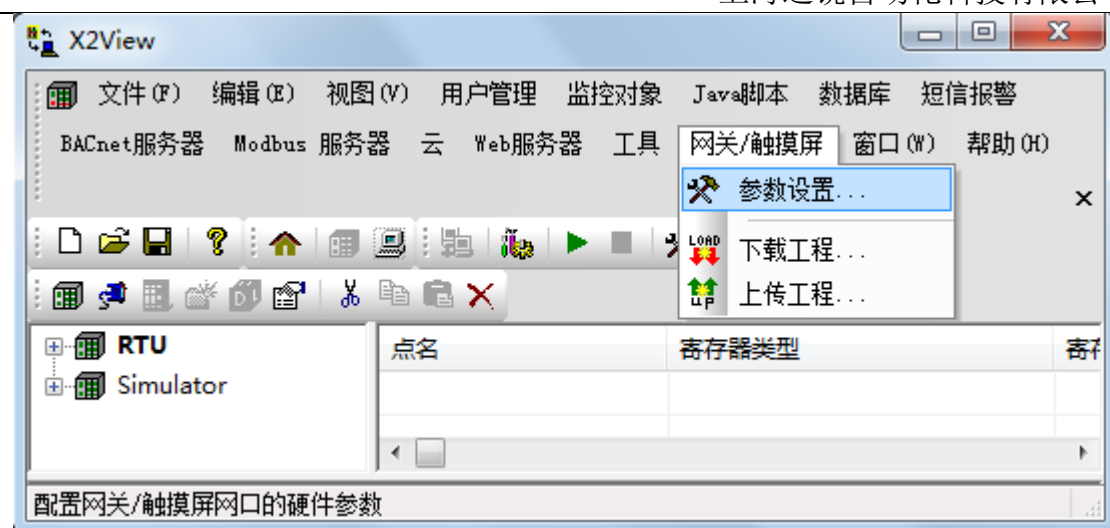 X2View
文件(F) 编辑(E) 视图(V) 用户管理 监控对象 Java脚本 数据库 短信报警
BACnet服务器 Modbus 服务器 云 Web服务器 工具 网关/触摸屏 窗口(W) 帮助(H)
参数设置...
LOAD 下载工程...
UP 上传工程...
RTU
Simulator
点名 寄存器类型
配置网关/触摸屏网口的硬件参数